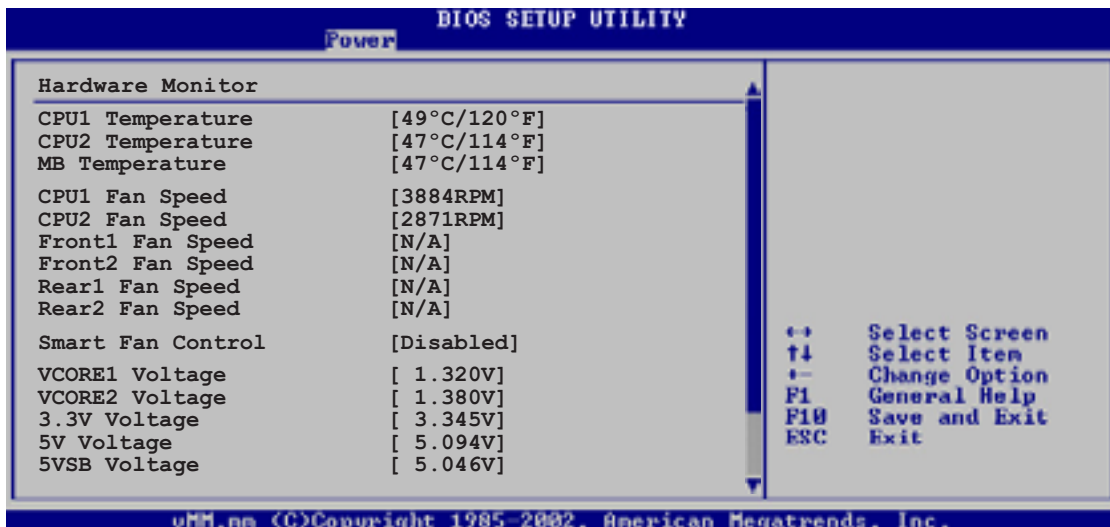 BIOS SETUP UTILITY
Power
Hardware Monitor
CPU1 Temperature [49°C/120°F]
CPU2 Temperature [47°C/114°F]
MB Temperature [47°C/114°F]
CPU1 Fan Speed [3884RPM]
CPU2 Fan Speed [2871RPM]
Front1 Fan Speed [N/A]
Front2 Fan Speed [N/A]
Rear1 Fan Speed [N/A]
Rear2 Fan Speed [N/A]
Smart Fan Control [Disabled]
VCORE1 Voltage [ 1.320V]
VCORE2 Voltage [ 1.380V]
3.3V Voltage [ 3.345V]
5V Voltage [ 5.094V]
5VSB Voltage [ 5.046V]
↔ Select Screen
↑↓ Select Item
+- Change Option
F1 General Help
F10 Save and Exit
ESC Exit
vMM.nn (C)Copyright 1985-2002, American Megatrends, Inc.